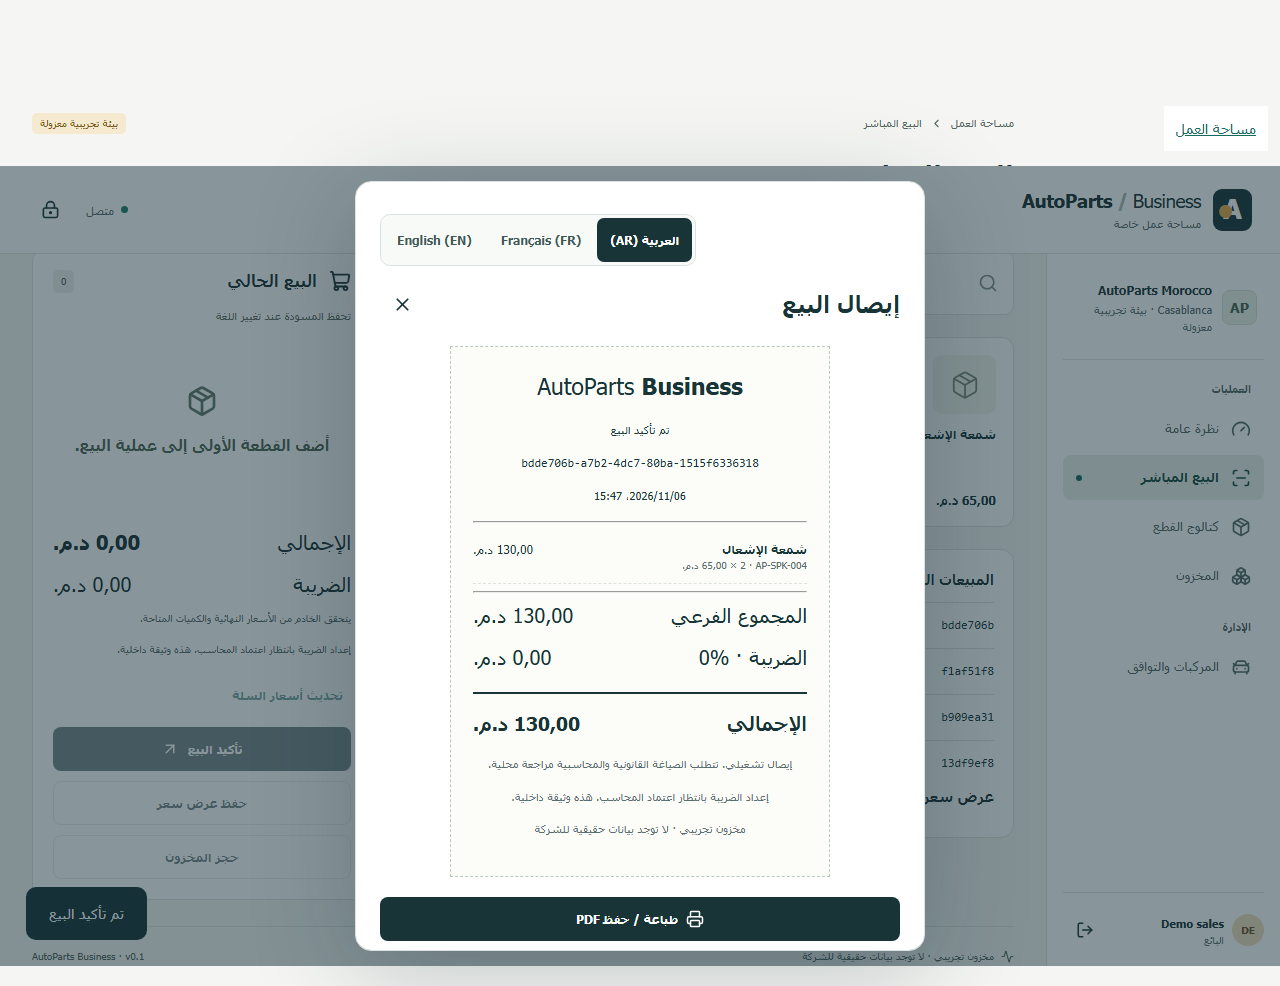 مساحة العمل
مساحة العمل
البيع المباشر
بيئة تجريبية معزولة
AutoParts / Business
مساحة عمل خاصة
متصل
AutoParts Morocco
Casablanca · بيئة تجريبية
معزولة
AP
العمليات
نظرة عامة
البيع المباشر
كتالوج القطع
المخزون
الإدارة
المركبات والتوافق
Demo sales
البائع
DE
65,00 د.م.
bdde706b
f1af51f8
b909ea31
13df9ef8
عرض سعر
العربية (AR)
Français (FR)
English (EN)
إيصال البيع
AutoParts Business
تم تأكيد البيع
bdde706b-a7b2-4dc7-80ba-1515f6336318
2026/11/06، 15:47
شمعة الإشعال
130,00 د.م.
AP-SPK-004 · 2 × 65,00 د.م.
المجموع الفرعي
130,00 د.م.
الضريبة · 0%
0,00 د.م.
الإجمالي
130,00 د.م.
إيصال تشغيلي. تتطلب الصياغة القانونية والمحاسبية مراجعة محلية.
إعداد الضريبة بانتظار اعتماد المحاسب. هذه وثيقة داخلية.
مخزون تجريبي · لا توجد بيانات حقيقية للشركة
طباعة / حفظ PDF
البيع الحالي
0
تحفظ المسودة عند تغيير اللغة
أضف القطعة الأولى إلى عملية البيع.
الإجمالي
0,00 د.م.
الضريبة
0,00 د.م.
يتحقق الخادم من الأسعار النهائية والكميات المتاحة.
إعداد الضريبة بانتظار اعتماد المحاسب. هذه وثيقة داخلية.
تحديث أسعار السلة
تأكيد البيع
حفظ عرض سعر
حجز المخزون
تم تأكيد البيع
مخزون تجريبي · لا توجد بيانات حقيقية للشركة
AutoParts Business · v0.1